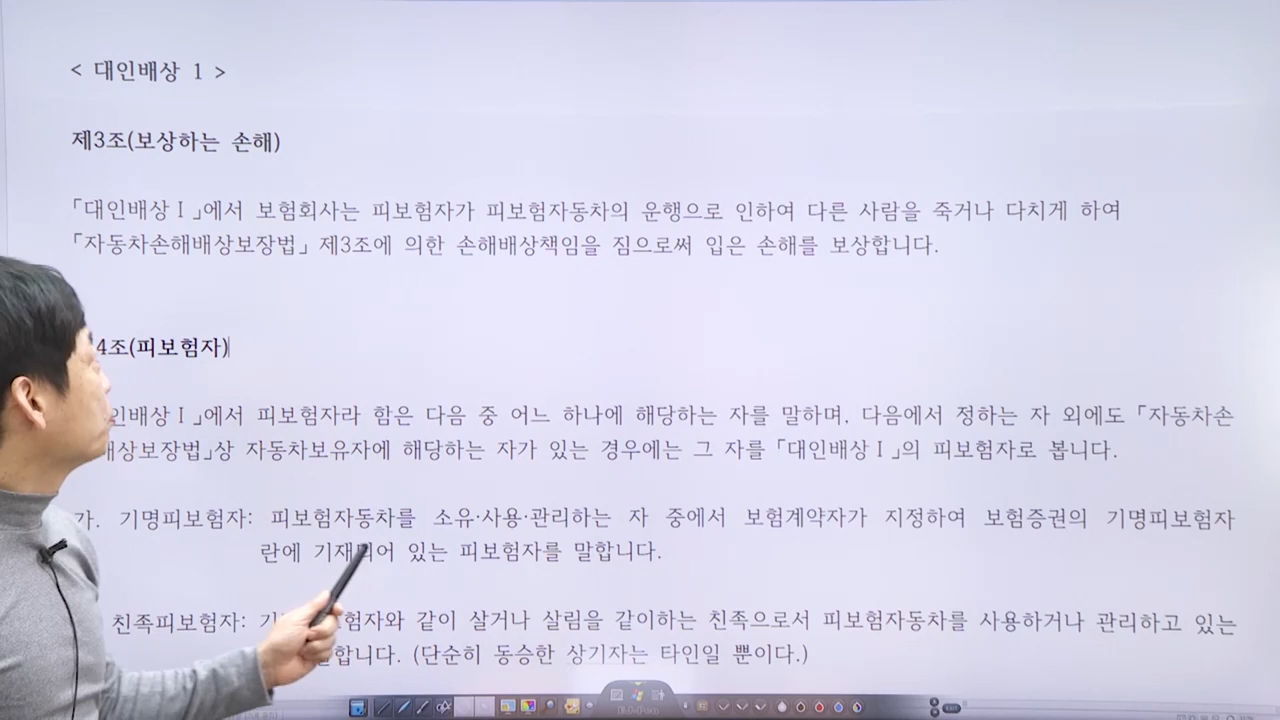 < 대인배상 1 >
제3조(보상하는 손해)
「대인배상Ⅰ」에서 보험회사는 피보험자가 피보험자동차의 운행으로 인하여 다른 사람을 죽거나 다치게 하여
「자동차손해배상보장법」 제3조에 의한 손해배상책임을 짐으로써 입은 손해를 보상합니다.
4조(피보험자)
인배상Ⅰ」에서 피보험자라 함은 다음 중 어느 하나에 해당하는 자를 말하며, 다음에서 정하는 자 외에도 「자동차손
배상보장법」상 자동차보유자에 해당하는 자가 있는 경우에는 그 자를 「대인배상Ⅰ」의 피보험자로 봅니다.
가. 기명피보험자: 피보험자동차를 소유·사용·관리하는 자 중에서 보험계약자가 지정하여 보험증권의 기명피보험자
란에 기재되어 있는 피보험자를 말합니다.
친족피보험자: 험자와 같이 살거나 살림을 같이하는 친족으로서 피보험자동차를 사용하거나 관리하고 있는
말합니다. (단순히 동승한 상기자는 타인일 뿐이다.)